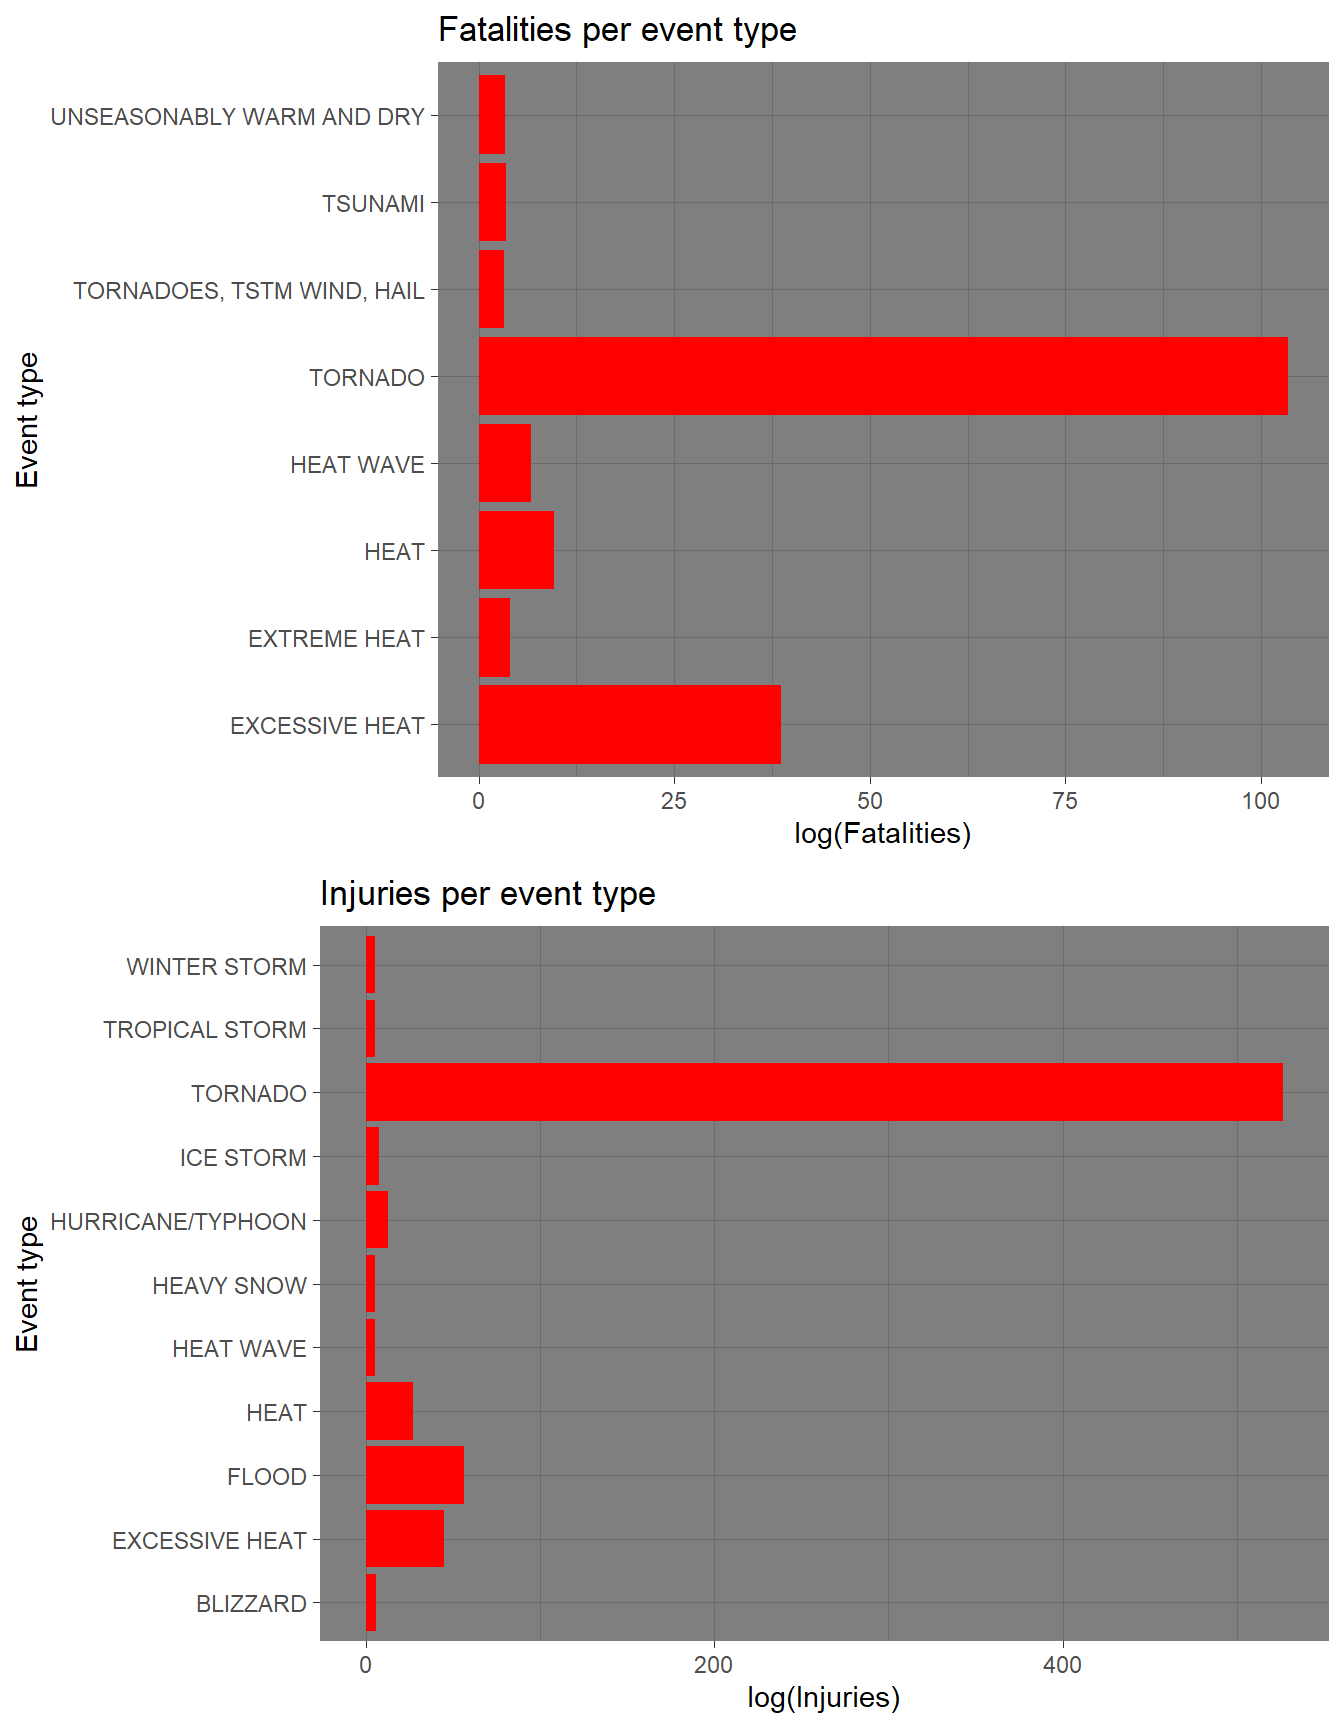 Fatalities per event type
UNSEASONABLY WARM AND DRY
TSUNAMI
TORNADOES, TSTM WIND, HAIL
TORNADO
HEAT WAVE
HEAT
EXTREME HEAT
EXCESSIVE HEAT
Event type
0 25 50 75 100
log(Fatalities)
Injuries per event type
WINTER STORM
TROPICAL STORM
TORNADO
ICE STORM
HURRICANE/TYPHOON
HEAVY SNOW
HEAT WAVE
HEAT
FLOOD
EXCESSIVE HEAT
BLIZZARD
Event type
0 200 400
log(Injuries)